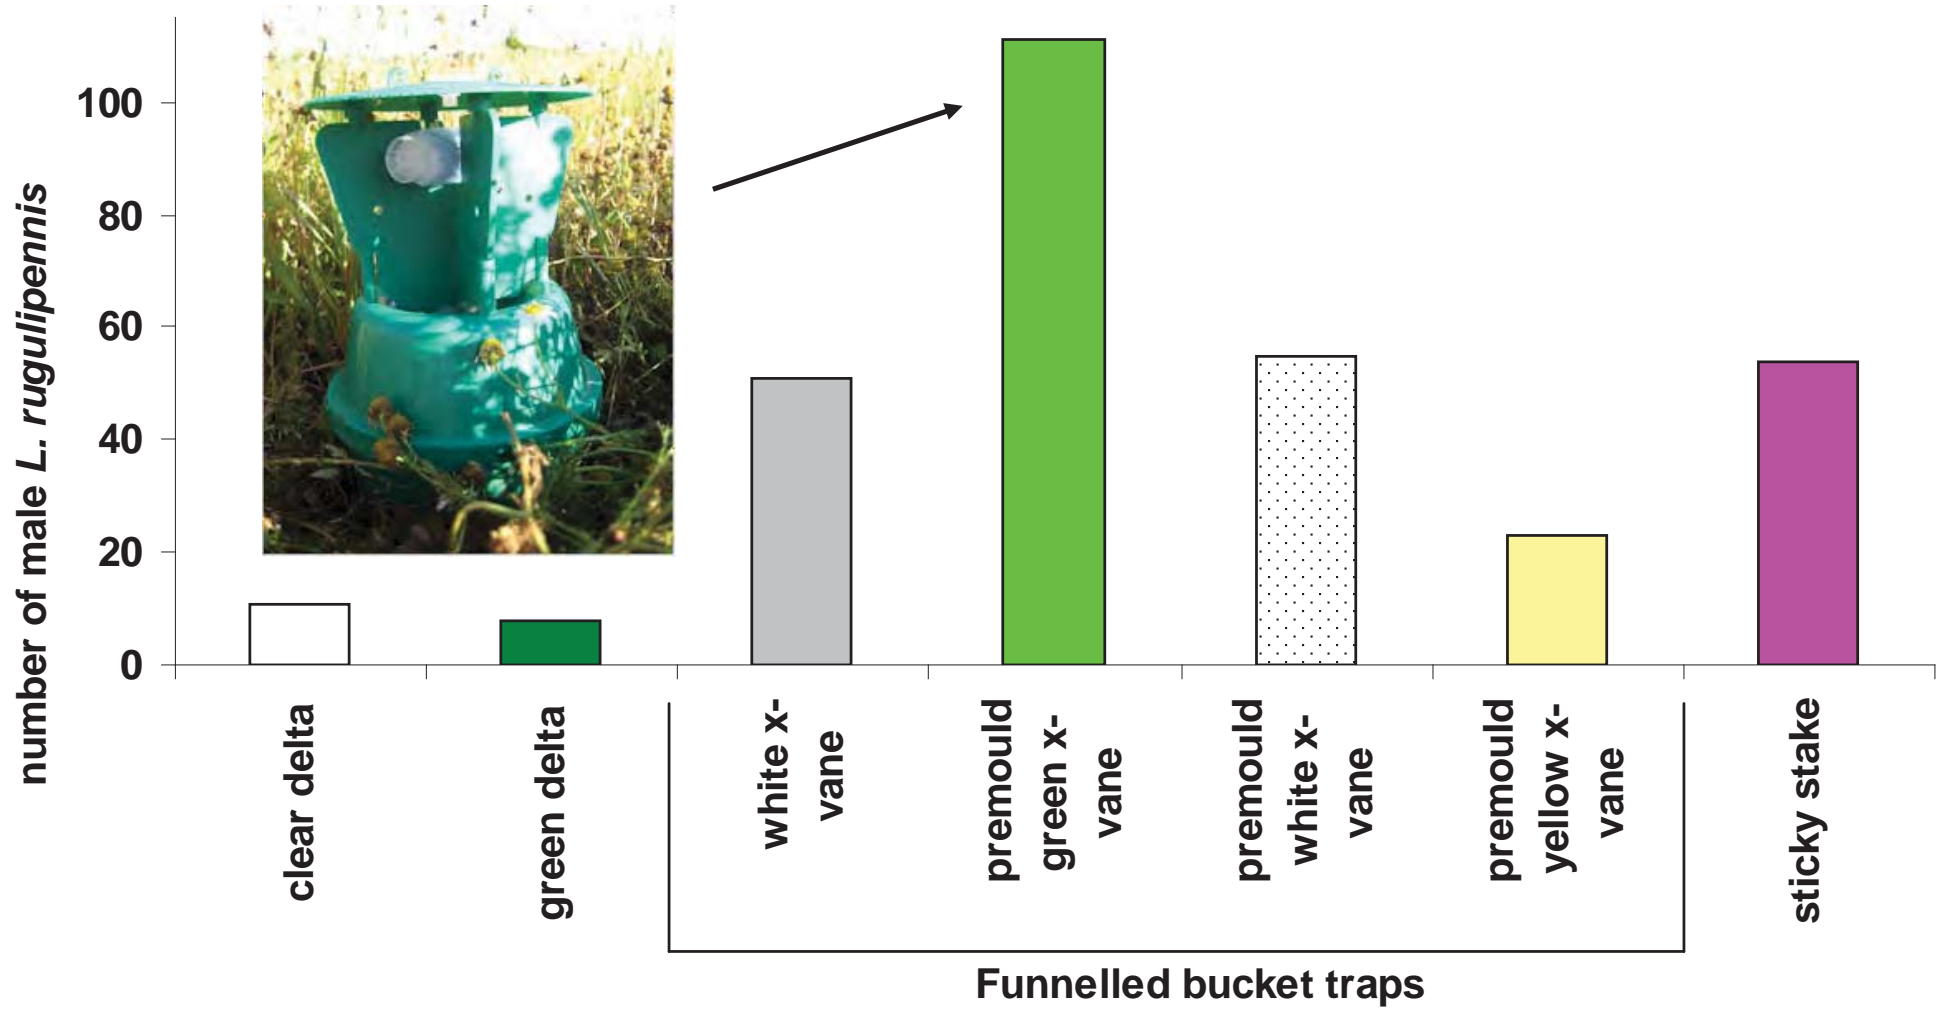 number of male L. rugulipennis
100
80
60
40
20
0
clear delta
green delta
white x-
vane
premould
green x-
vane
premould
white x-
vane
premould
yellow x-
vane
sticky stake
Funnelled bucket traps